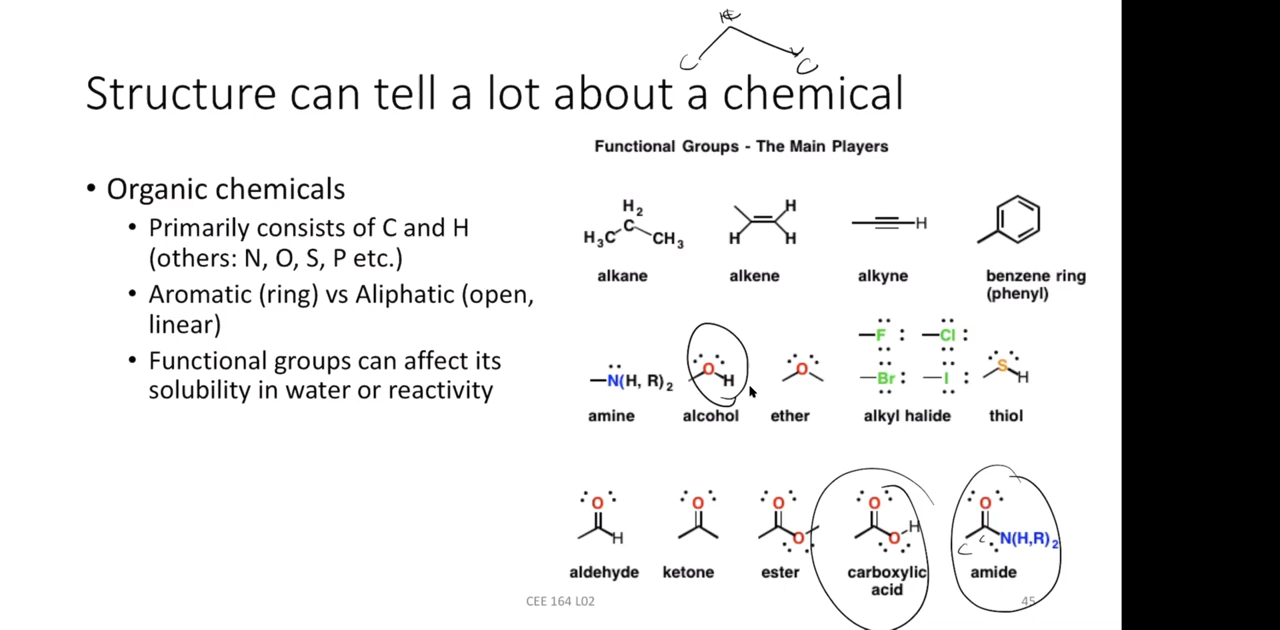 C
C
Structure can tell a lot about a chemical
Functional Groups - The Main Players
• Organic chemicals
• Primarily consists of C and H
(others: N, O, S, P etc.)
• Aromatic (ring) vs Aliphatic (open,
linear)
• Functional groups can affect its
solubility in water or reactivity
H2
C
H3C CH3
H
H H
H
alkane alkene alkyne benzene ring
(phenyl)
F Cl
N(H, R)2 O H O Br I S H
amine alcohol ether alkyl halide thiol
O O O O O
H O O H N(H,R)2
C C
aldehyde ketone ester carboxylic
acid amide
CEE 164 L02 45